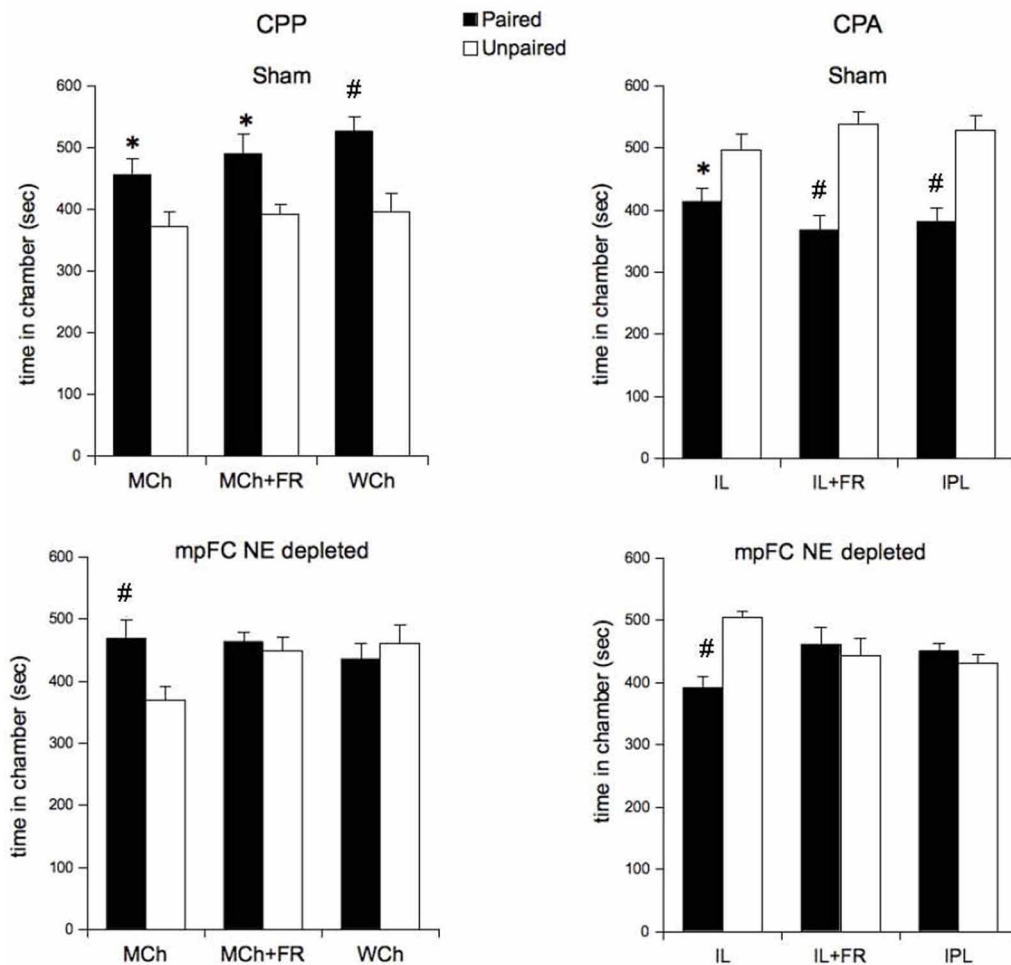 CPP
Paired
Unpaired
CPA
Sham
time in chamber (sec)
600
500
400
300
200
100
0
* * #
MCh MCh+FR WCh
Sham
time in chamber (sec)
600
500
400
300
200
100
0
* # #
IL IL+FR IPL
mpFC NE depleted
time in chamber (sec)
600
500
400
300
200
100
0
#
MCh MCh+FR WCh
mpFC NE depleted
time in chamber (sec)
600
500
400
300
200
100
0
#
IL IL+FR IPL